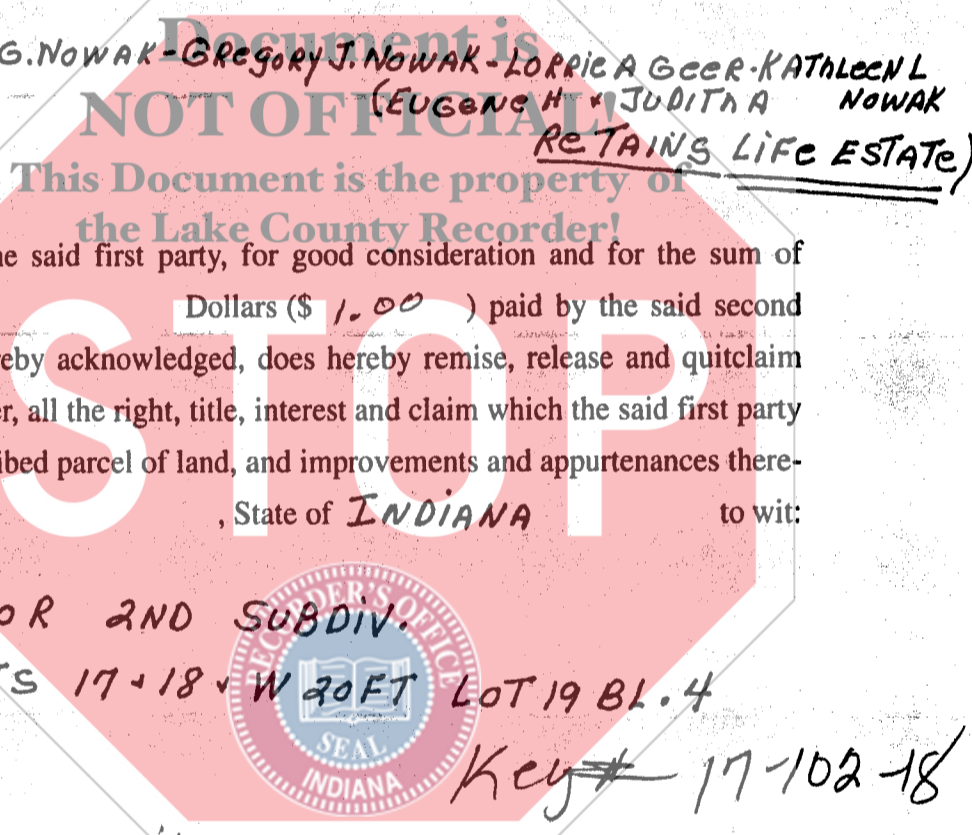 Document is
G. NOWAK - GREGORY J. NOWAK - LORRIE A GEER - KATHLEEN L
NOT OFFICIAL!
(EUGENE H & JUDITH A NOWAK
RETAINS LIFE ESTATE)
This Document is the property of
the Lake County Recorder!
he said first party, for good consideration and for the sum of
Dollars ($ 1.00 ) paid by the said second
reby acknowledged, does hereby remise, release and quitclaim
er, all the right, title, interest and claim which the said first party
ibed parcel of land, and improvements and appurtenances there-
STOP
, State of INDIANA to wit:
OR 2ND SUBDIV.
TS 17 & 18 & W 20FT LOT 19 BL. 4
RECORDER'S OFFICE
SEAL
INDIANA
Key# 17-102-18